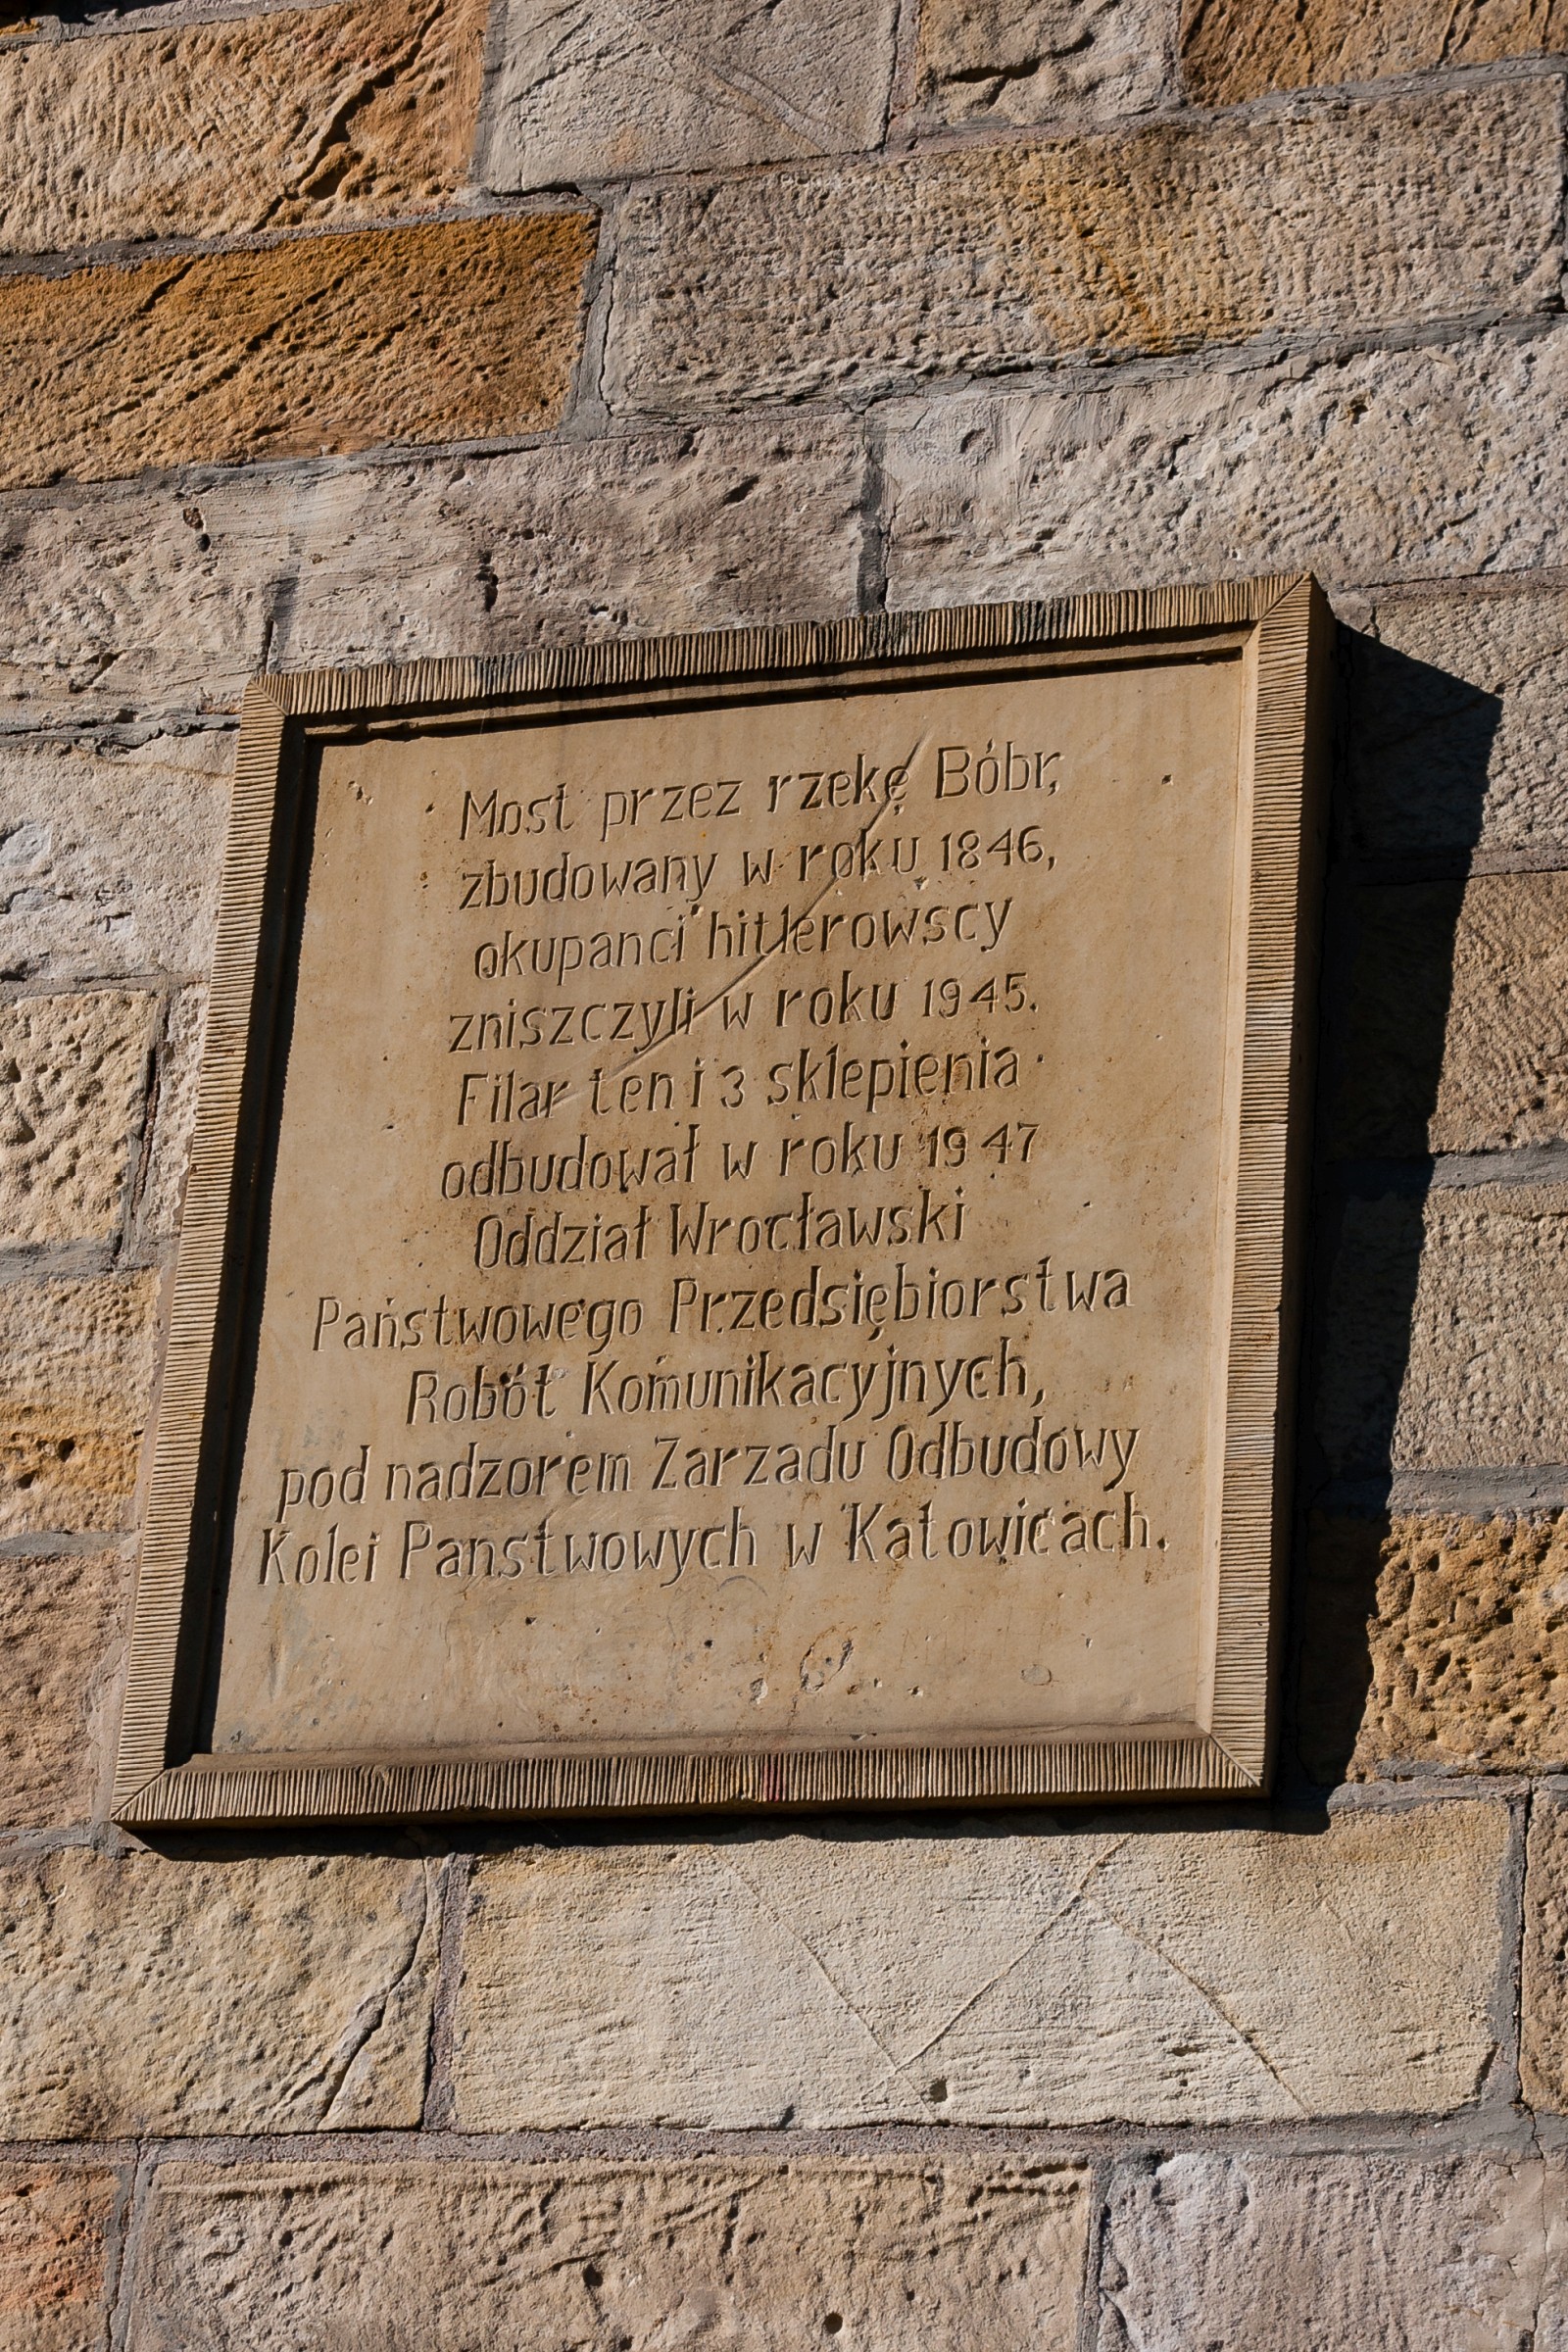 Most przez rzekę Bóbr,
zbudowany w roku 1846,
okupanci hitlerowscy
zniszczyli w roku 1945.
Filar ten i 3 sklepienia
odbudował w roku 1947
Oddział Wrocławski
Państwowego Przedsiębiorstwa
Robót Komunikacyjnych,
pod nadzorem Zarzadu Odbudowy
Kolei Panstwowych w Katowicach.